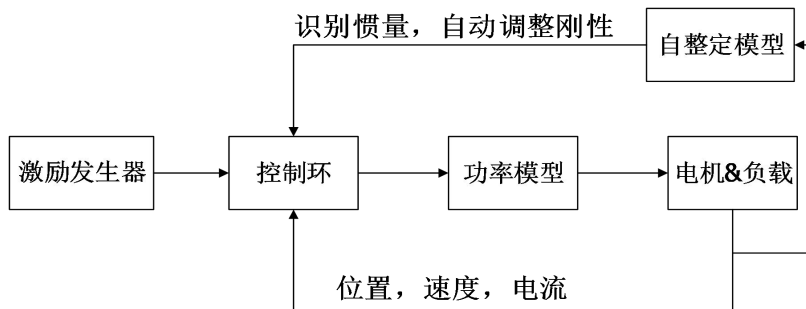 识别惯量，自动调整刚性
自整定模型
激励发生器
控制环
功率模型
电机&负载
位置，速度，电流